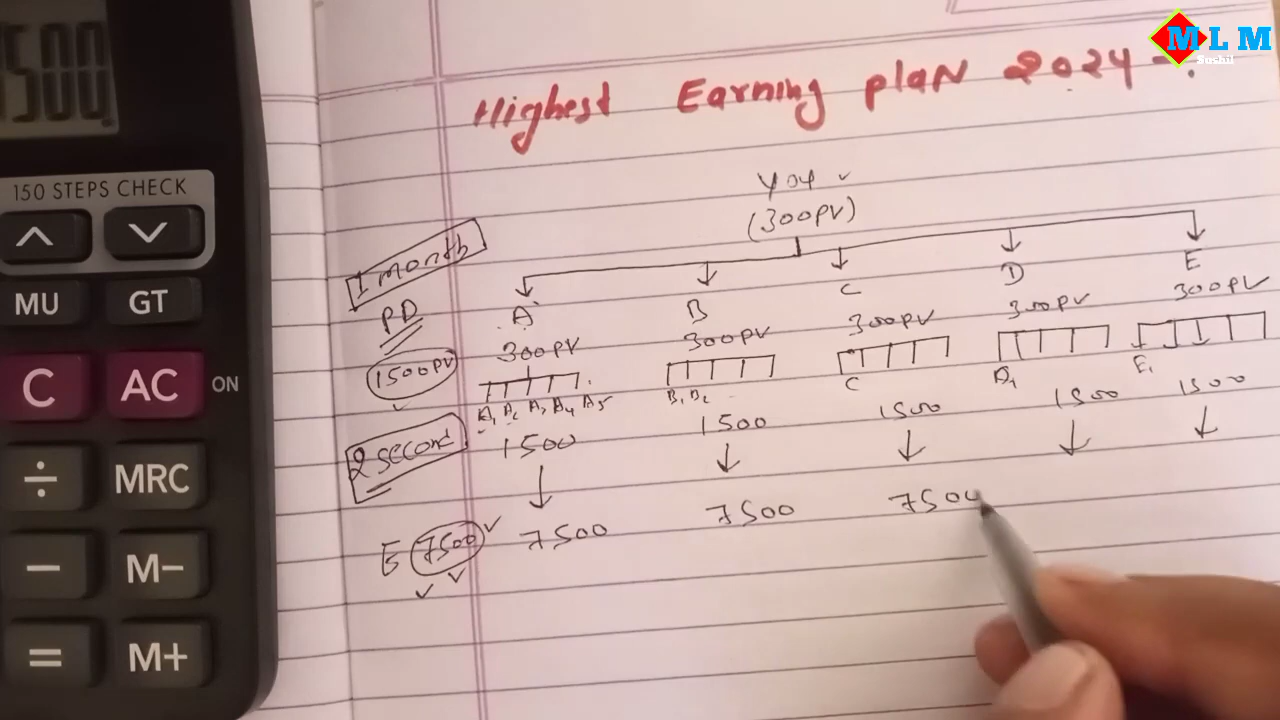 MLM
Sushil
1500
150 STEPS CHECK
MU GT
C AC ON
÷ MRC
− M−
= M+
Highest Earning plan 2024 -:
You
(300PV)
1 month
A B C D E
PD
300PV 300PV 300PV 300PV 300PV
1500PV
A1 A2 A3 A4 A5 B1 B2 C D1 E1
2 second
1500 1500 1500 1500 1500
E 7500 7500 7500 7500